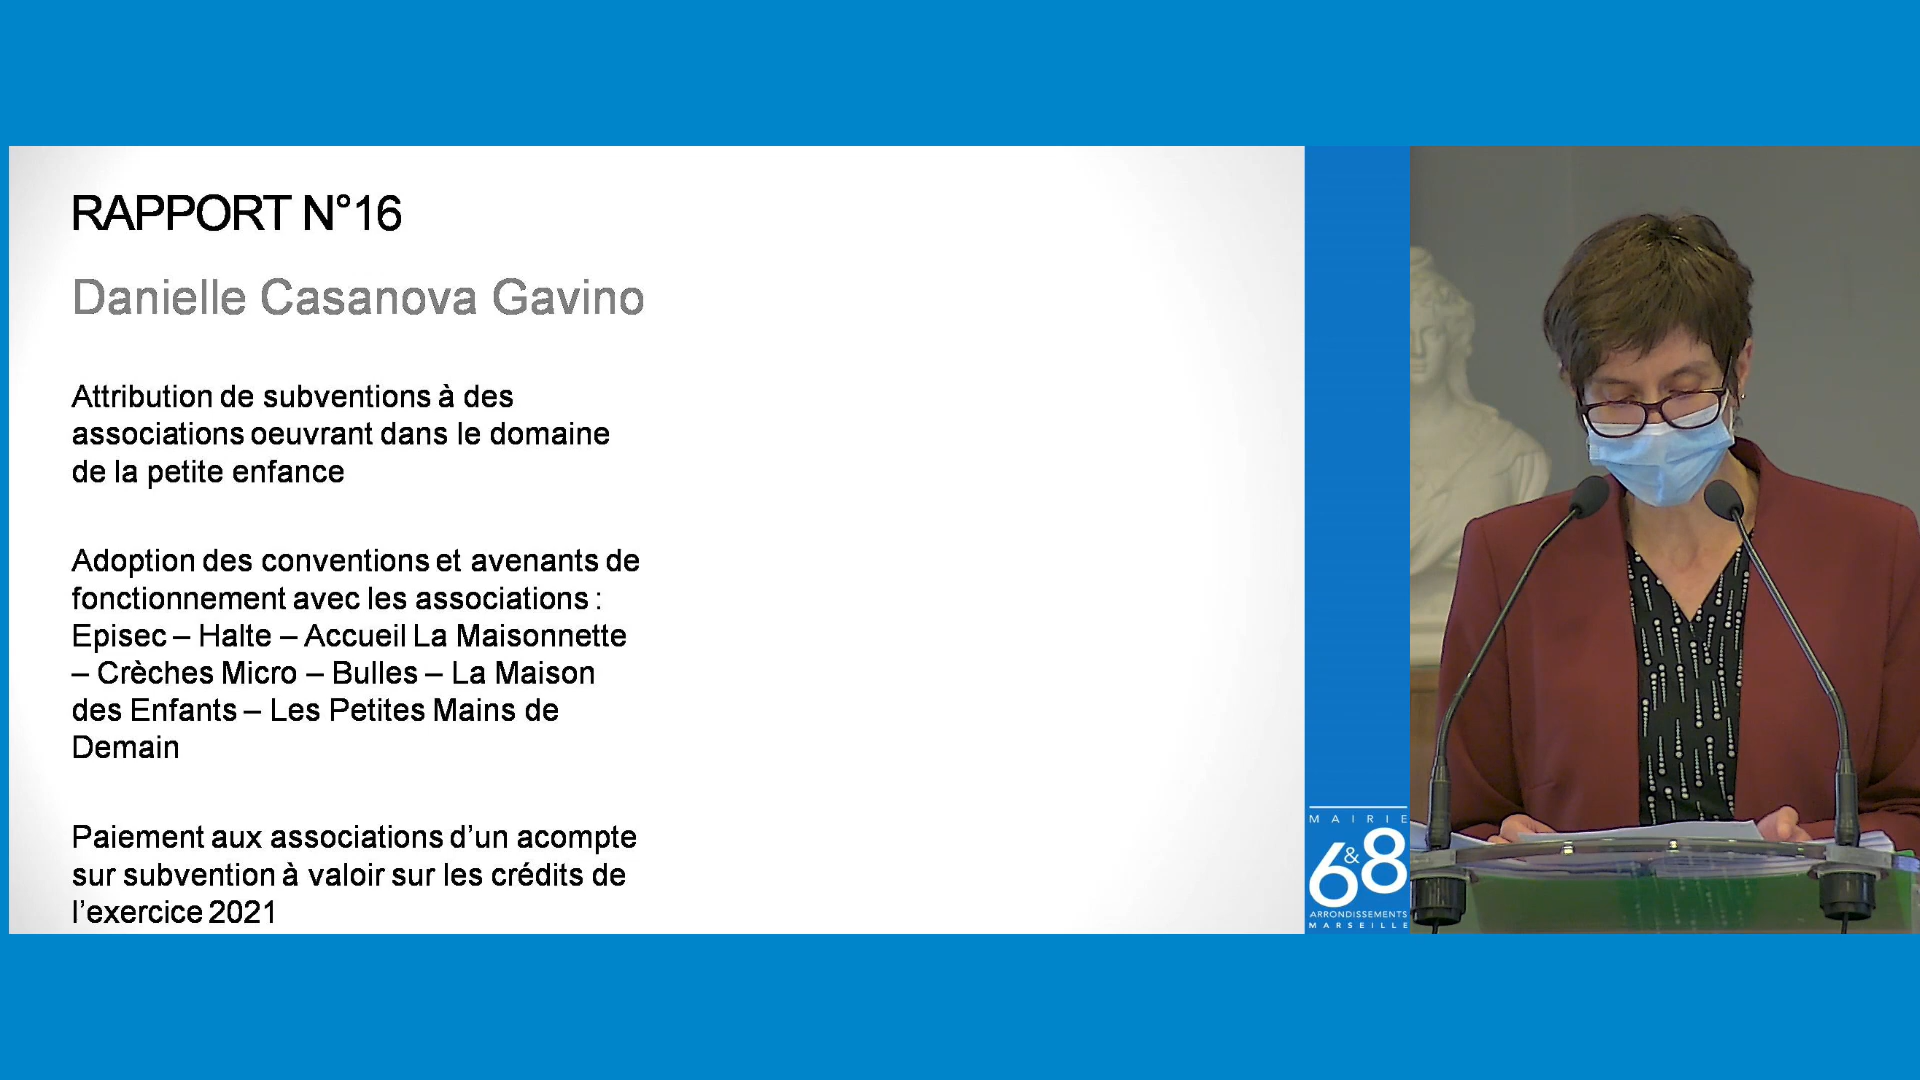 RAPPORT N°16
Danielle Casanova Gavino
Attribution de subventions à des
associations oeuvrant dans le domaine
de la petite enfance
Adoption des conventions et avenants de
fonctionnement avec les associations :
Episec – Halte – Accueil La Maisonnette
– Crèches Micro – Bulles – La Maison
des Enfants – Les Petites Mains de
Demain
Paiement aux associations d’un acompte
sur subvention à valoir sur les crédits de
l’exercice 2021
MAIRIE
6&8
ARRONDISSEMENTS
MARSEILLE